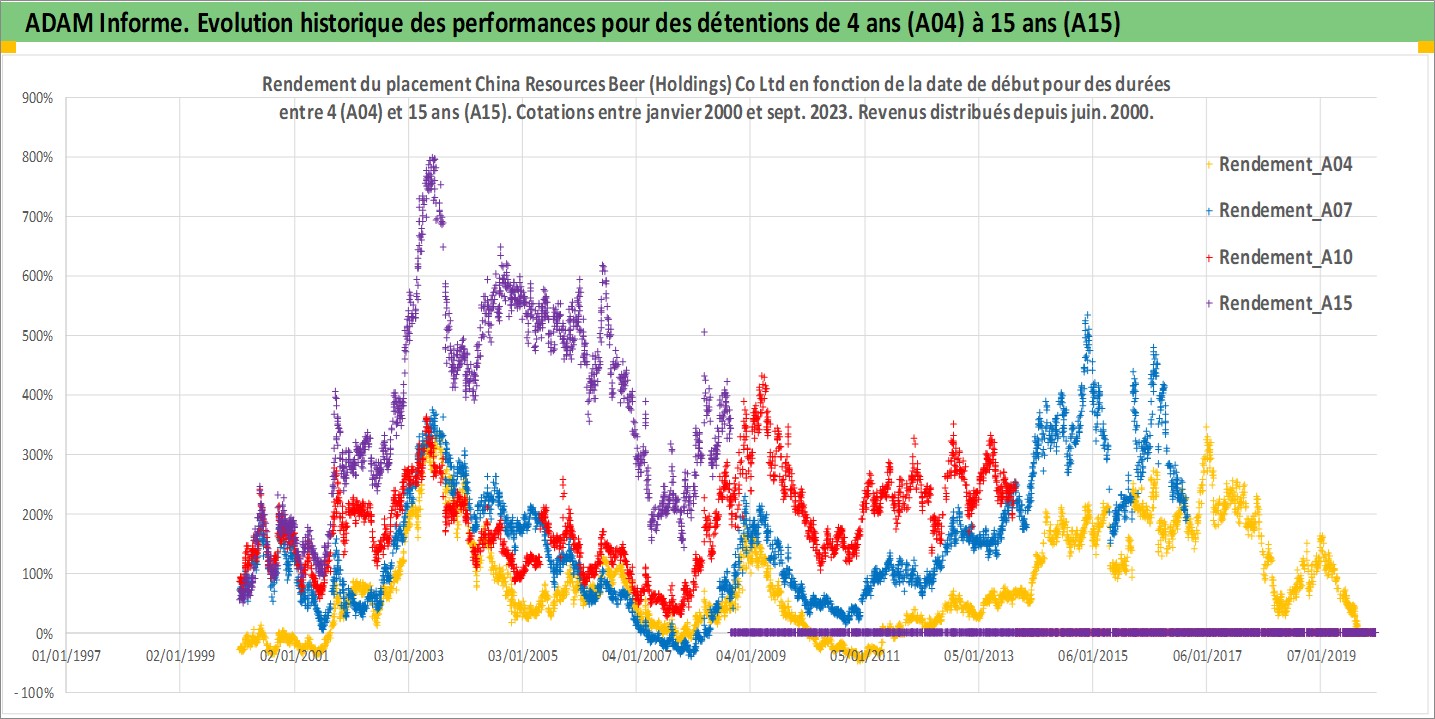 ADAM Informe. Evolution historique des performances pour des détentions de 4 ans (A04) à 15 ans (A15)
Rendement du placement China Resources Beer (Holdings) Co Ltd en fonction de la date de début pour des durées
entre 4 (A04) et 15 ans (A15). Cotations entre janvier 2000 et sept. 2023. Revenus distribués depuis juin. 2000.
900%
800%
700%
600%
500%
400%
300%
200%
100%
0%
-100%
Rendement_A04
Rendement_A07
Rendement_A10
Rendement_A15
01/01/1997 02/01/1999 02/01/2001 03/01/2003 03/01/2005 04/01/2007 04/01/2009 05/01/2011 05/01/2013 06/01/2015 06/01/2017 07/01/2019